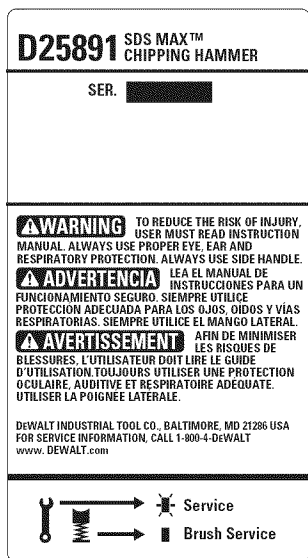 D25891 SDS MAX™
CHIPPING HAMMER
SER.
WARNING TO REDUCE THE RISK OF INJURY,
USER MUST READ INSTRUCTION
MANUAL. ALWAYS USE PROPER EYE, EAR AND
RESPIRATORY PROTECTION. ALWAYS USE SIDE HANDLE.
ADVERTENCIA LEA EL MANUAL DE
INSTRUCCIONES PARA UN
FUNCIONAMIENTO SEGURO. SIEMPRE UTILICE
PROTECCION ADECUADA PARA LOS OJOS, OIDOS Y VÍAS
RESPIRATORIAS. SIEMPRE UTILICE EL MANGO LATERAL.
AVERTISSEMENT AFIN DE MINIMISER
LES RISQUES DE
BLESSURES, L'UTILISATEUR DOIT LIRE LE GUIDE
D'UTILISATION.TOUJOURS UTILISER UNE PROTECTION
OCULAIRE, AUDITIVE ET RESPIRATOIRE ADÉQUATE.
UTILISER LA POIGNÉE LATÉRALE.
DEWALT INDUSTRIAL TOOL CO., BALTIMORE, MD 21286 USA
FOR SERVICE INFORMATION, CALL 1-800-4-DEWALT
www. DEWALT.com
Service
Brush Service